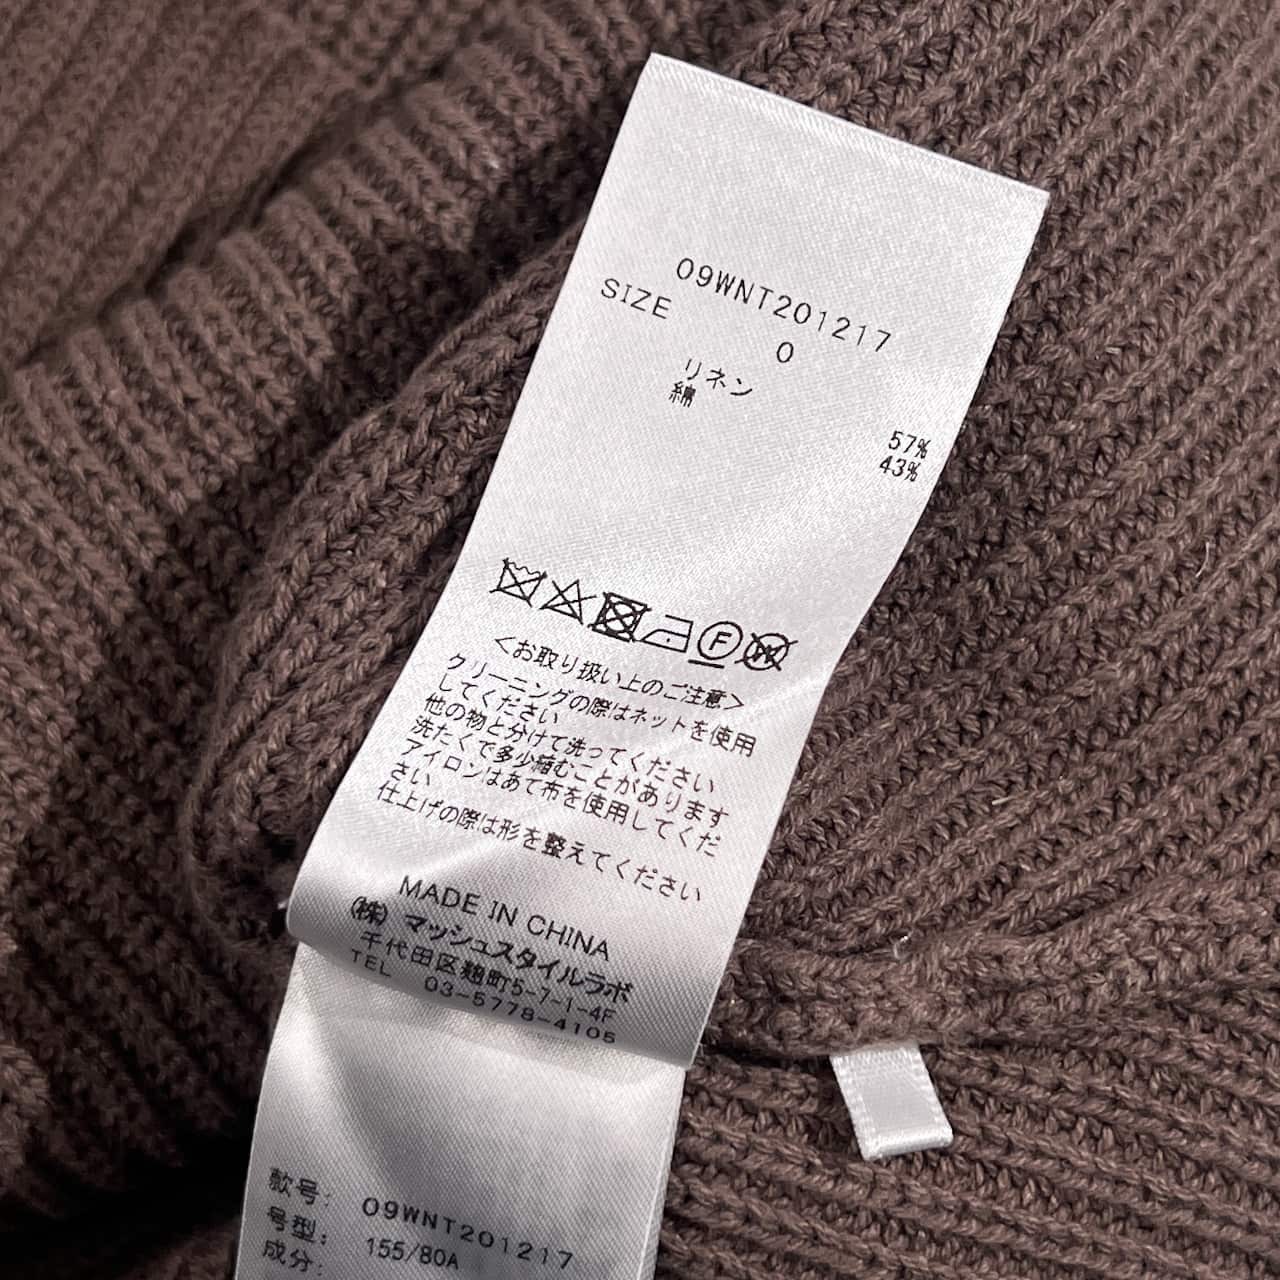 09WNT201217
SIZE 0
リネン 57%
綿 43%
F
<お取り扱い上のご注意>
クリーニングの際はネットを使用
してください
他の物と分けて洗ってください
洗たくで多少縮むことがあります
アイロンはあて布を使用してくだ
さい
仕上げの際は形を整えてください
MADE IN CHINA
(株) マッシュスタイルラボ
千代田区麹町5-7-1-4F
TEL 03-5778-4105
款号: 09WNT201217
号型: 155/80A
成分: